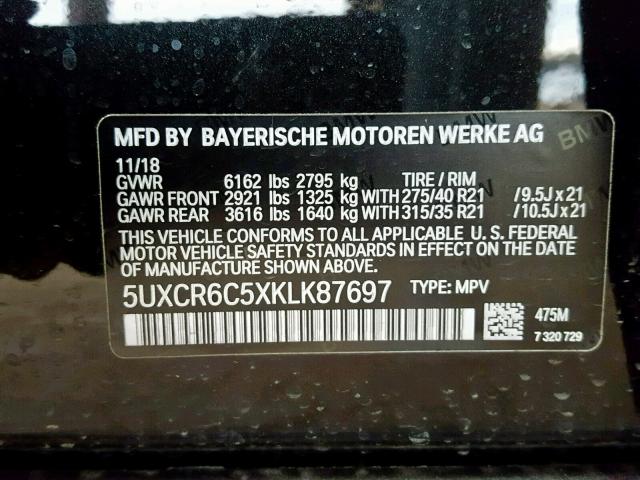 MFD BY BAYERISCHE MOTOREN WERKE AG
11/18
GVWR 6162 lbs 2795 kg TIRE / RIM
GAWR FRONT 2921 lbs 1325 kg WITH 275/40 R21 / 9.5J x 21
GAWR REAR 3616 lbs 1640 kg WITH 315/35 R21 / 10.5J x 21
THIS VEHICLE CONFORMS TO ALL APPLICABLE U. S. FEDERAL
MOTOR VEHICLE SAFETY STANDARDS IN EFFECT ON THE DATE
OF MANUFACTURE SHOWN ABOVE.
5UXCR6C5XKLK87697 TYPE: MPV
475M
7 320 729
BMW